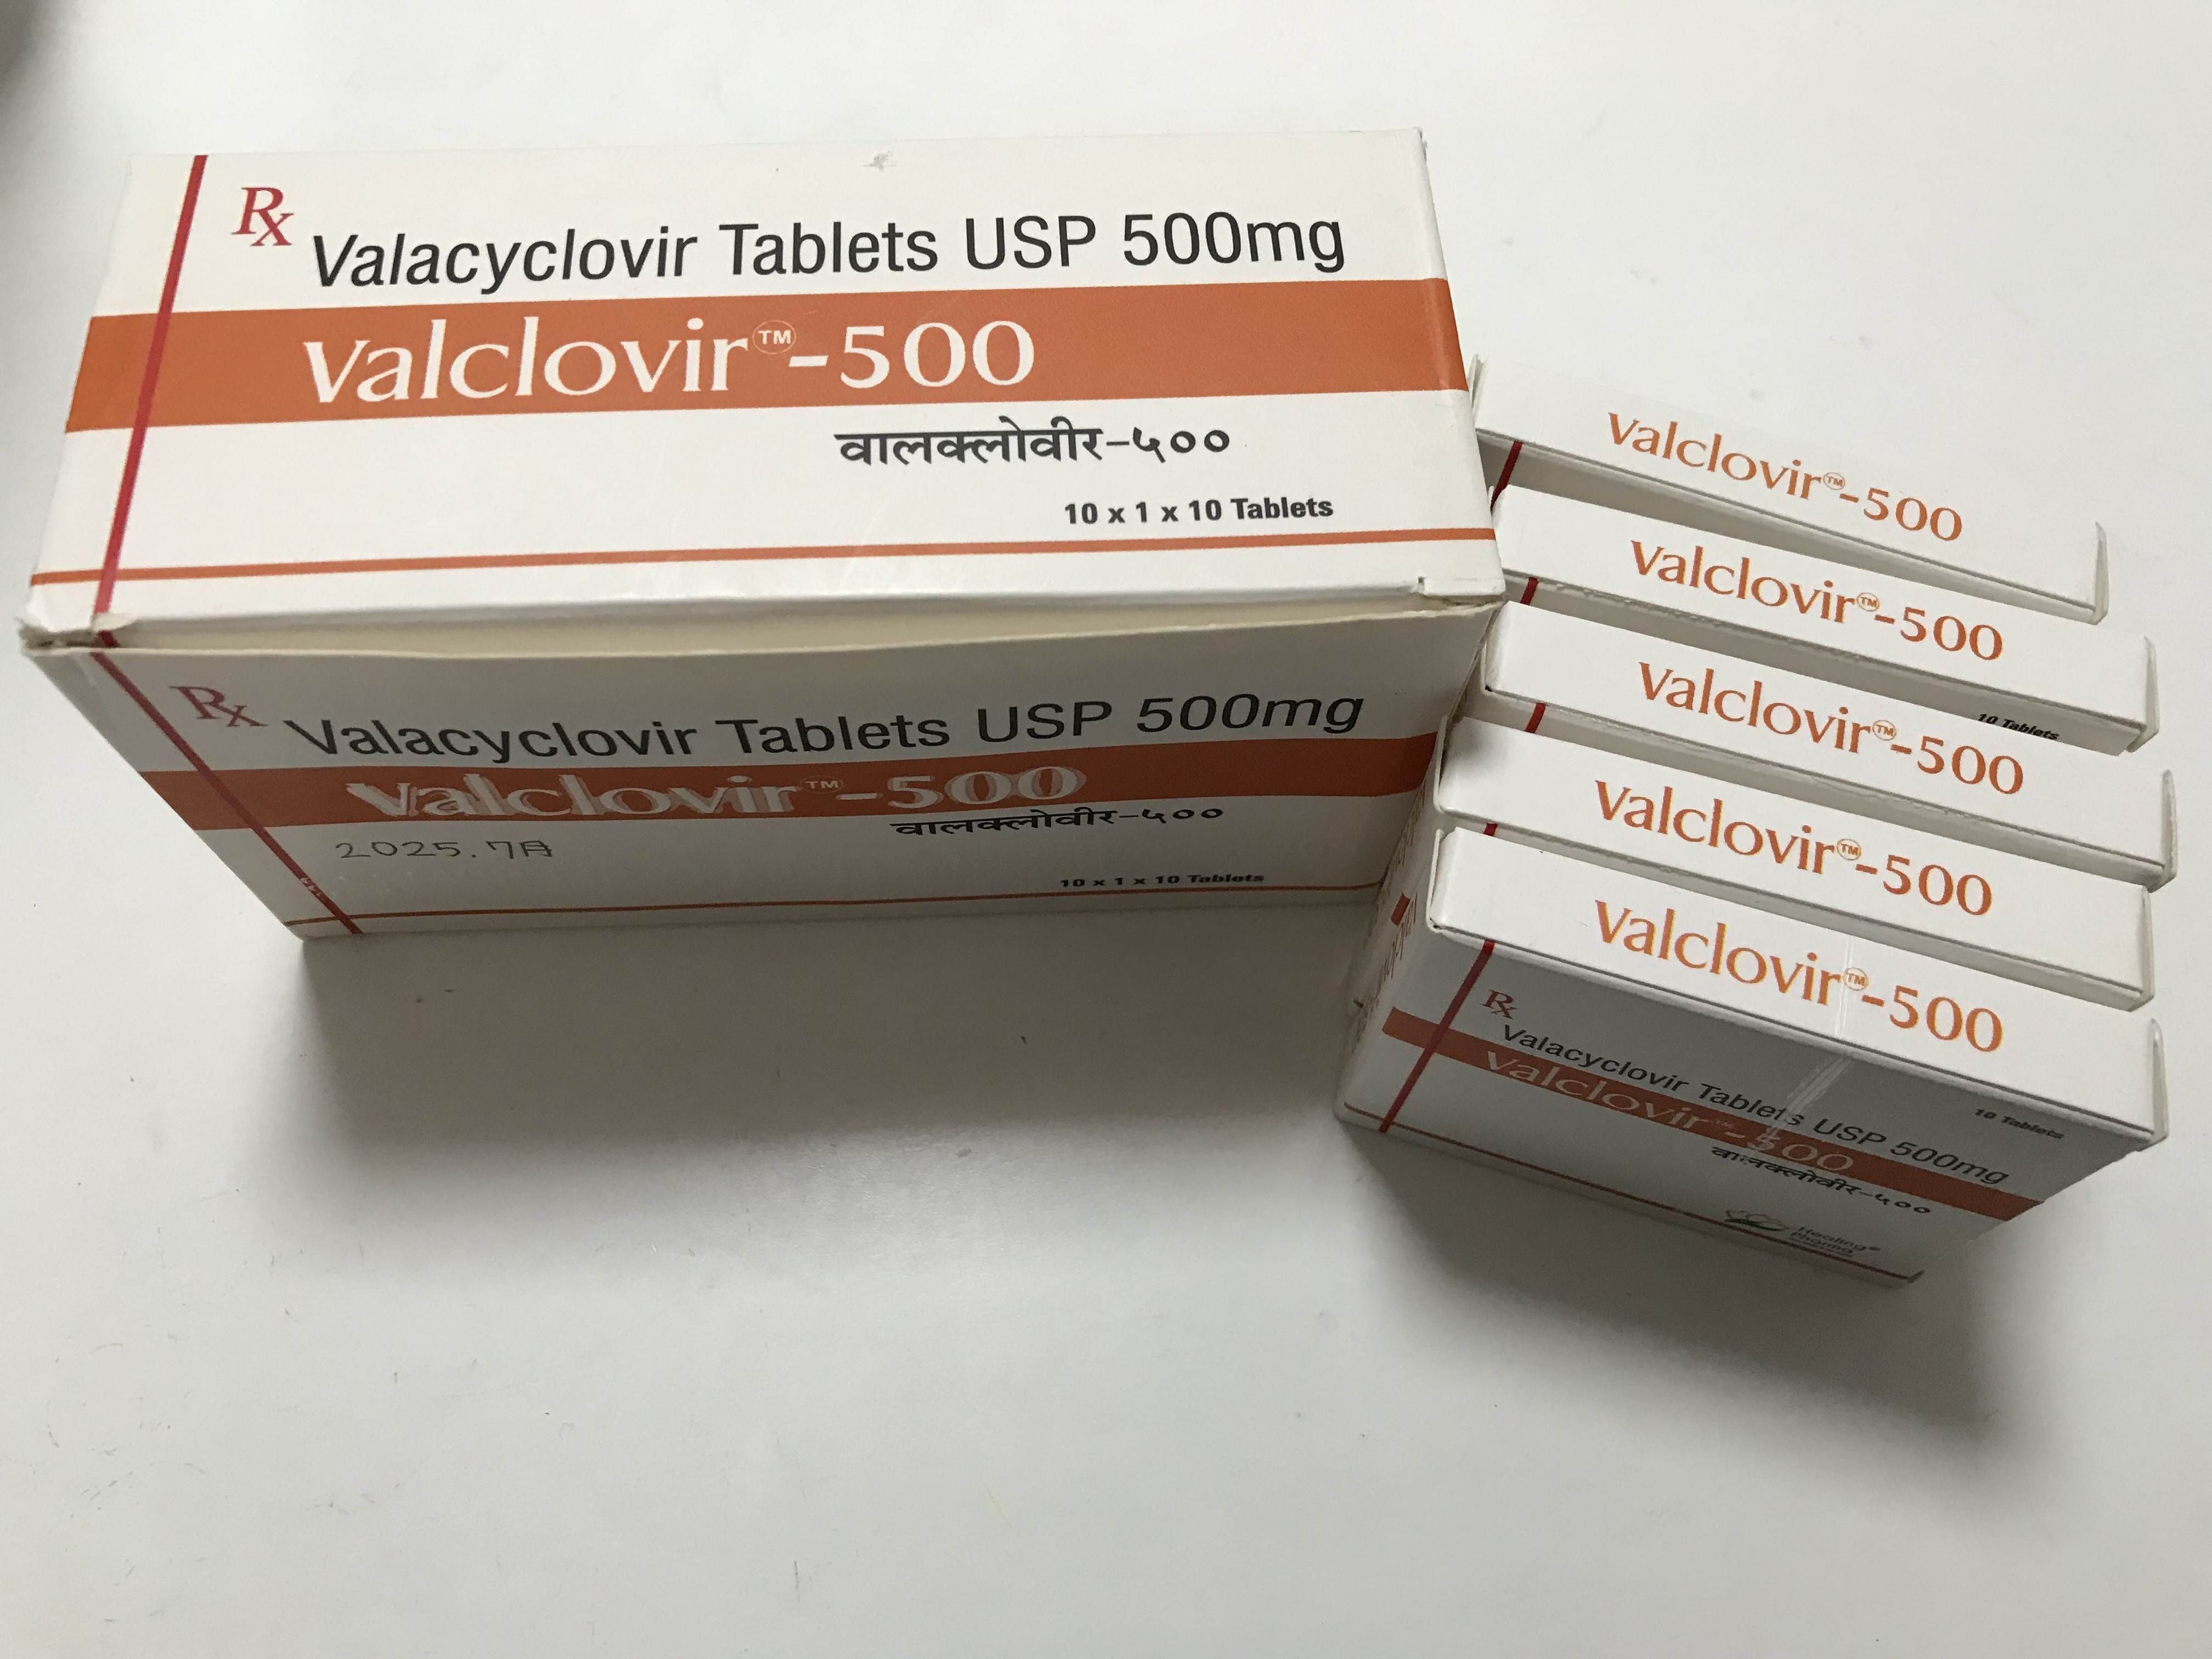 Rx
Valacyclovir Tablets USP 500mg
valclovir™-500
वालक्लोवीर-५००
10 x 1 x 10 Tablets
Rx
Valacyclovir Tablets USP 500mg
valclovir™-500
वालक्लोवीर-५००
2025.7月
10 x 1 x 10 Tablets
valclovir™-500
valclovir™-500
10 Tablets
valclovir™-500
valclovir™-500
valclovir™-500
10 Tablets
Rx
Valacyclovir Tablets USP 500mg
valclovir™-500
वालक्लोवीर-५००
Healing
Pharma